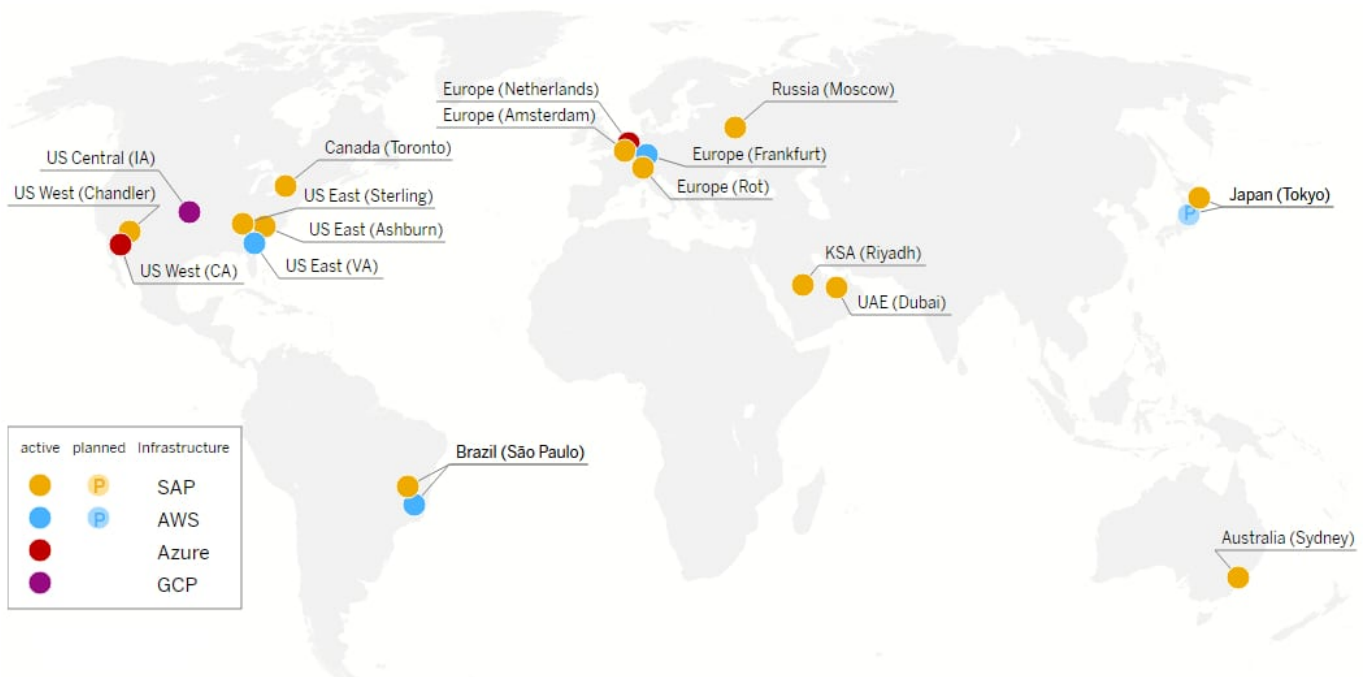 Europe (Netherlands)
Russia (Moscow)
Europe (Amsterdam)
Canada (Toronto)
US Central (IA)
Europe (Frankfurt)
US West (Chandler)
US East (Sterling)
Europe (Rot)
Japan (Tokyo)
P
US East (Ashburn)
KSA (Riyadh)
US East (VA)
US West (CA)
UAE (Dubai)
active planned Infrastructure
P SAP
P AWS
Azure
GCP
Brazil (São Paulo)
Australia (Sydney)